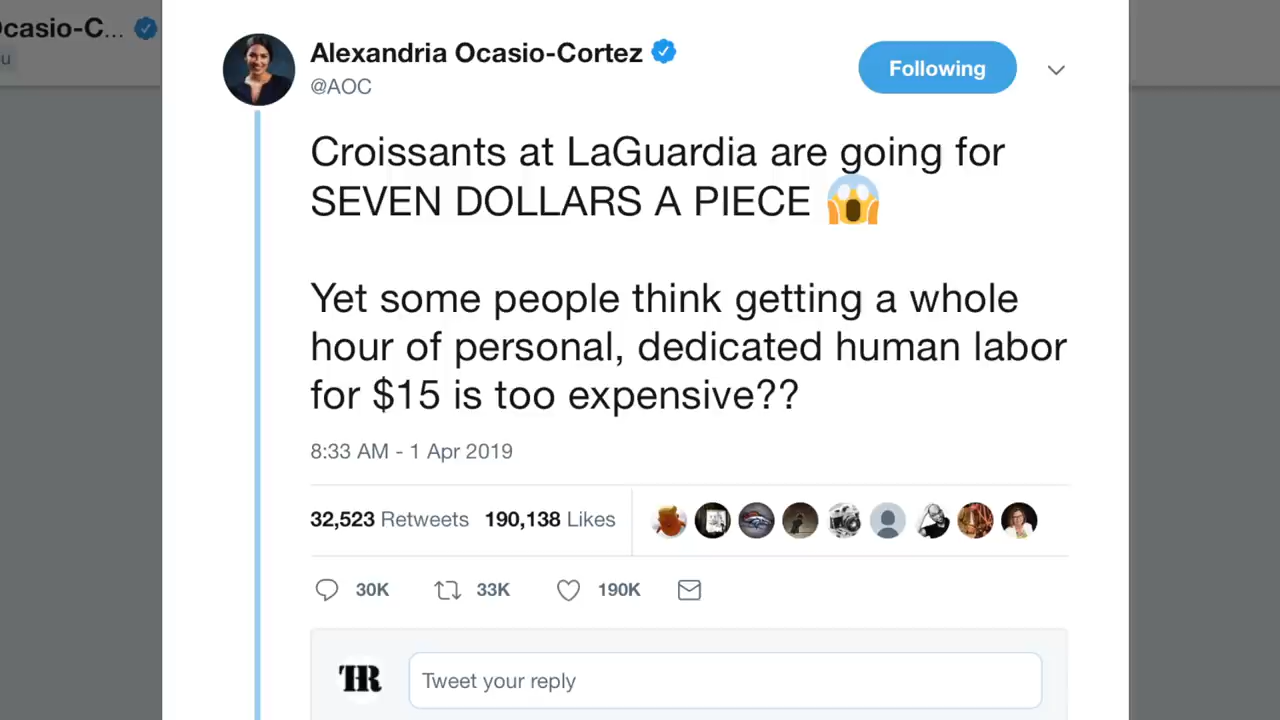 casio-C...
u
Alexandria Ocasio-Cortez
@AOC
Following
Croissants at LaGuardia are going for
SEVEN DOLLARS A PIECE 😱
Yet some people think getting a whole
hour of personal, dedicated human labor
for $15 is too expensive??
8:33 AM - 1 Apr 2019
32,523 Retweets 190,138 Likes
30K 33K 190K
TR Tweet your reply